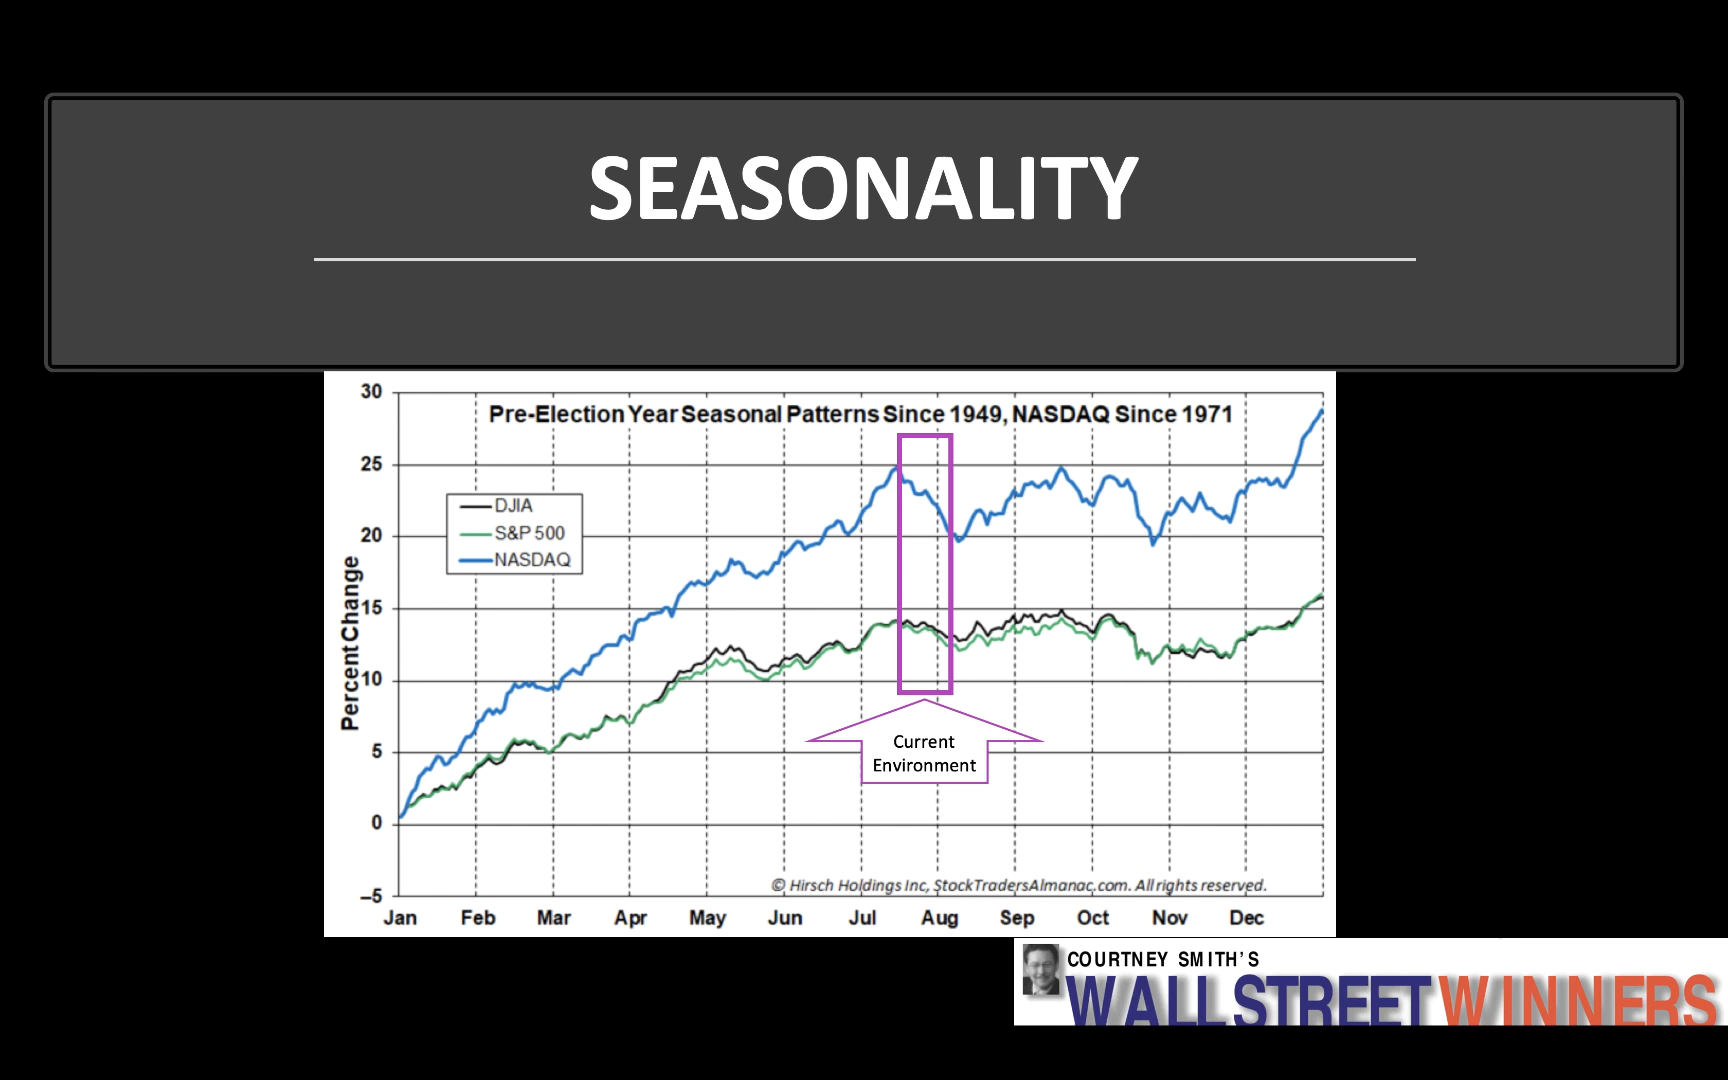 SEASONALITY
Pre-Election Year Seasonal Patterns Since 1949, NASDAQ Since 1971
30
25
20
15
10
5
0
–5
Percent Change
DJIA
S&P 500
NASDAQ
Current
Environment
© Hirsch Holdings Inc, StockTradersAlmanac.com. All rights reserved.
Jan Feb Mar Apr May Jun Jul Aug Sep Oct Nov Dec
COURTNEY SMITH'S
WALL STREET WINNERS